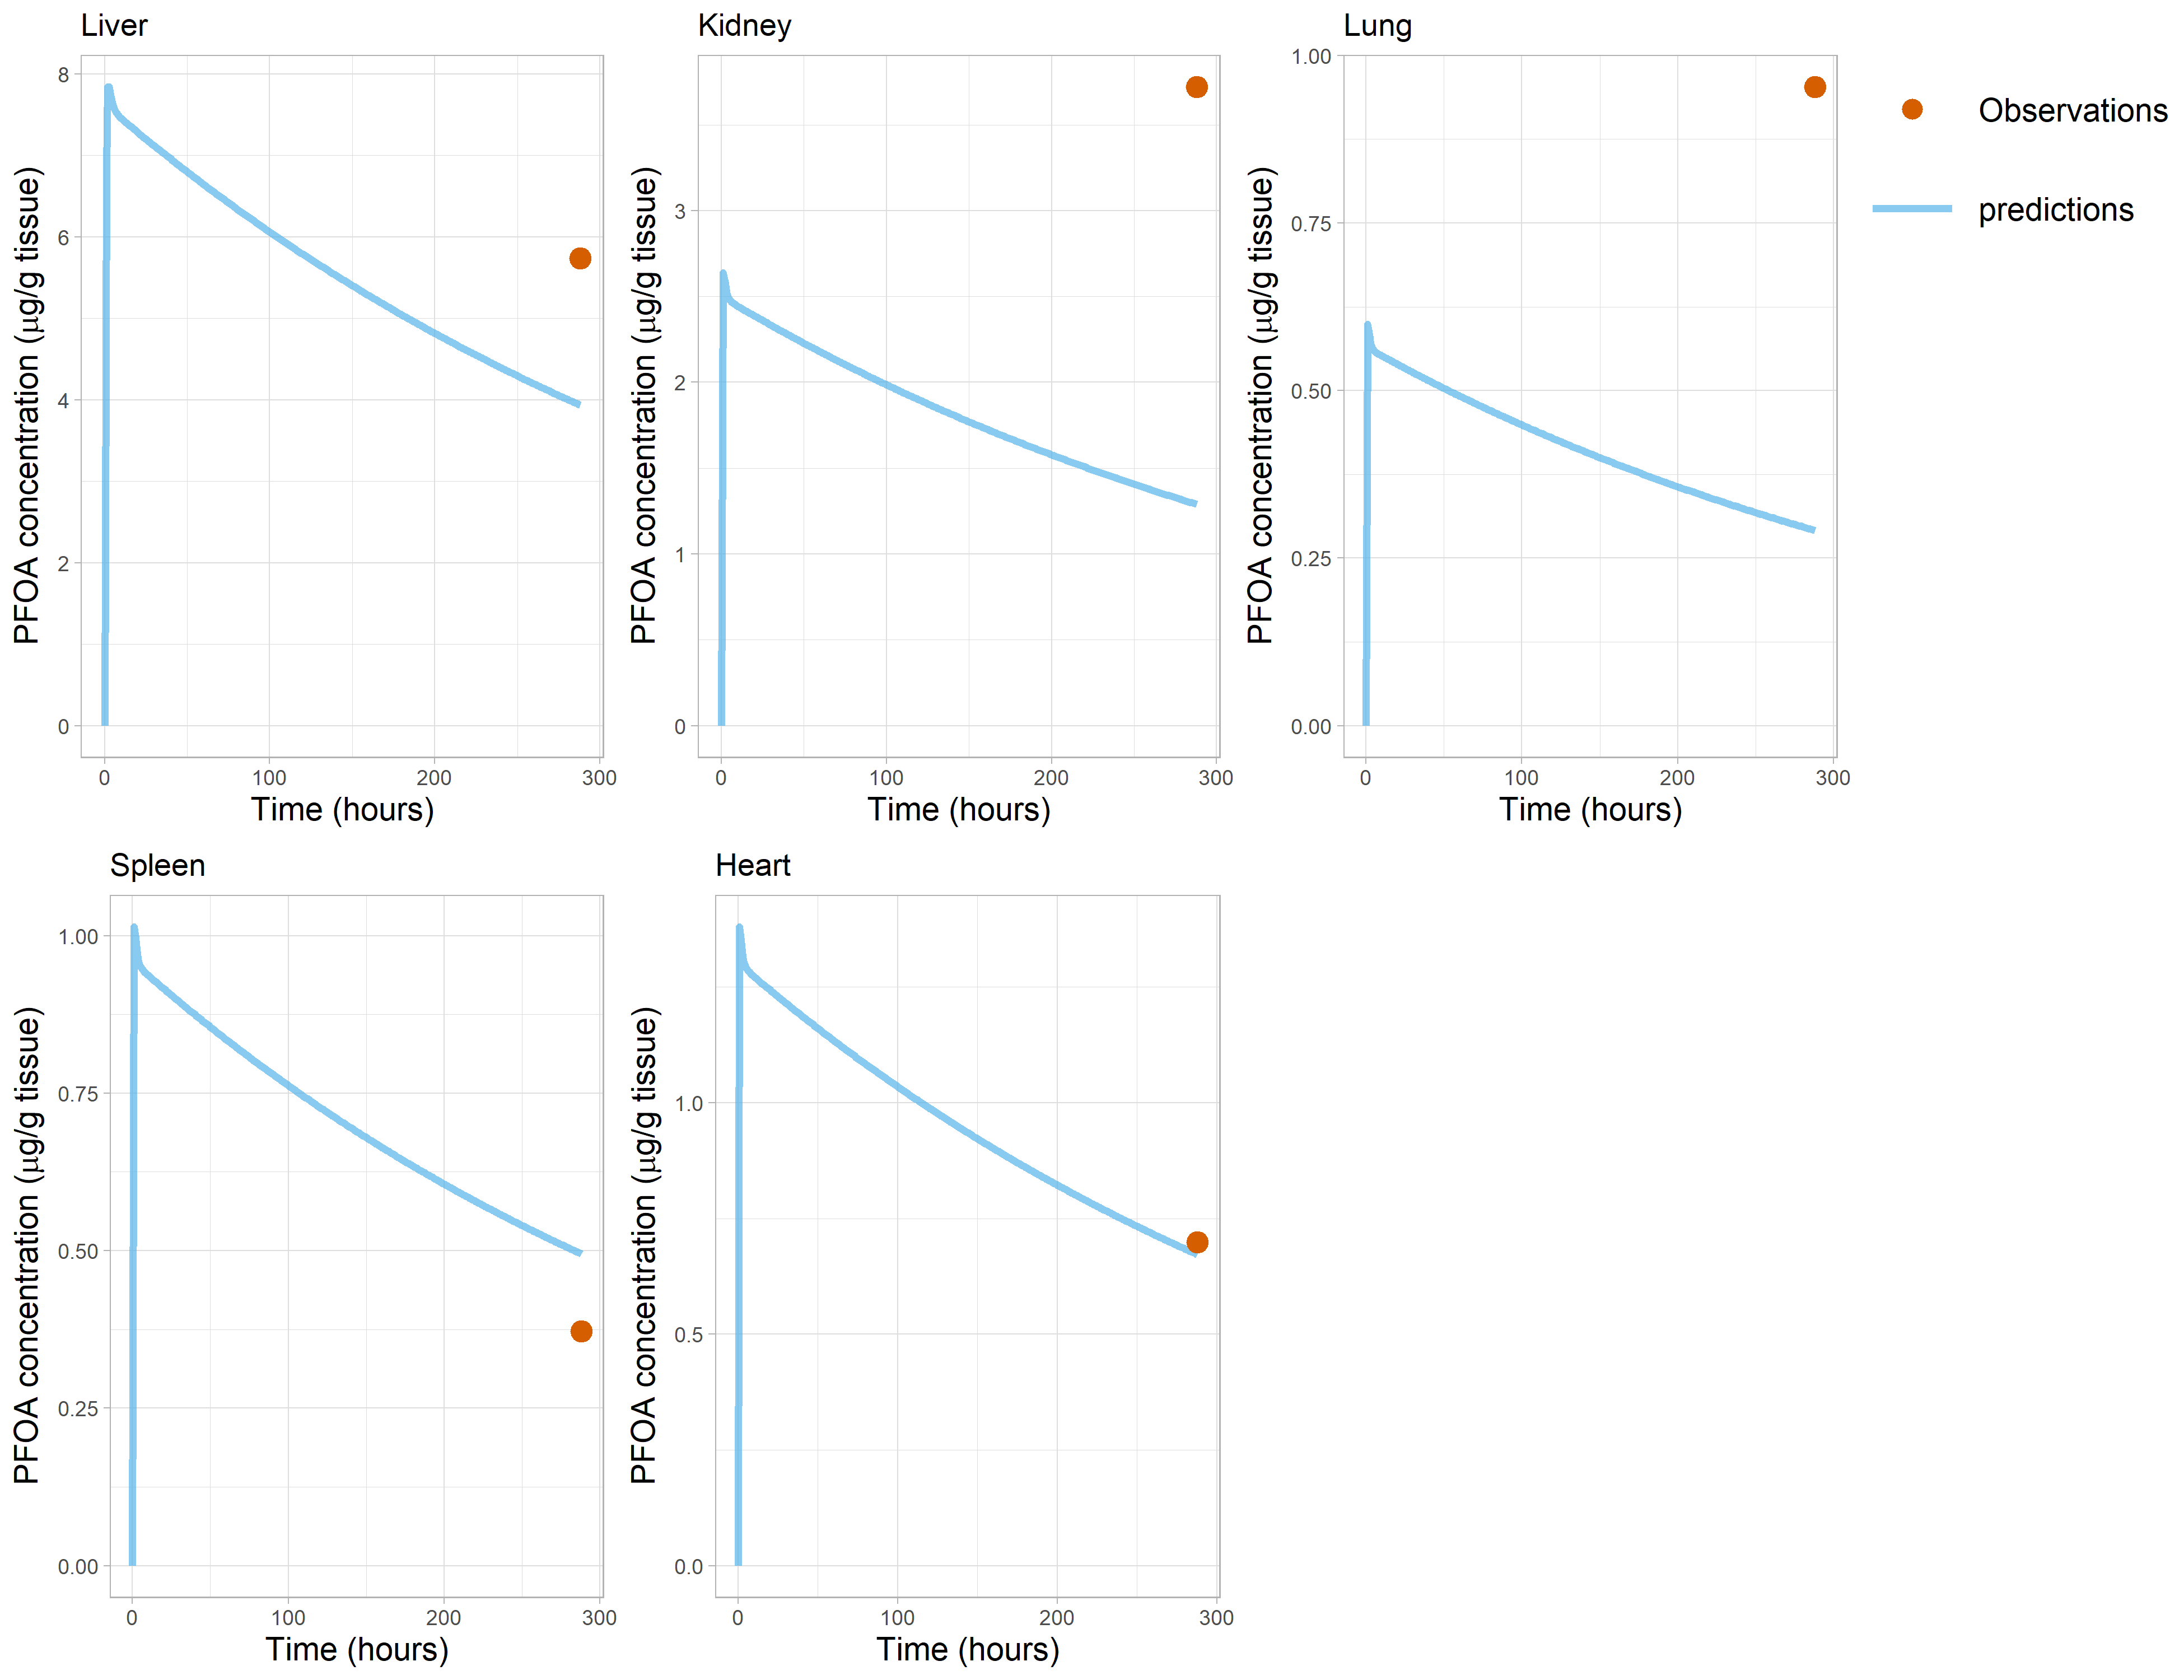 Liver
PFOA concentration (μg/g tissue)
8
6
4
2
0
0 100 200 300
Time (hours)
Kidney
PFOA concentration (μg/g tissue)
3
2
1
0
0 100 200 300
Time (hours)
Lung
PFOA concentration (μg/g tissue)
1.00
0.75
0.50
0.25
0.00
0 100 200 300
Time (hours)
Observations
predictions
Spleen
PFOA concentration (μg/g tissue)
1.00
0.75
0.50
0.25
0.00
0 100 200 300
Time (hours)
Heart
PFOA concentration (μg/g tissue)
1.0
0.5
0.0
0 100 200 300
Time (hours)